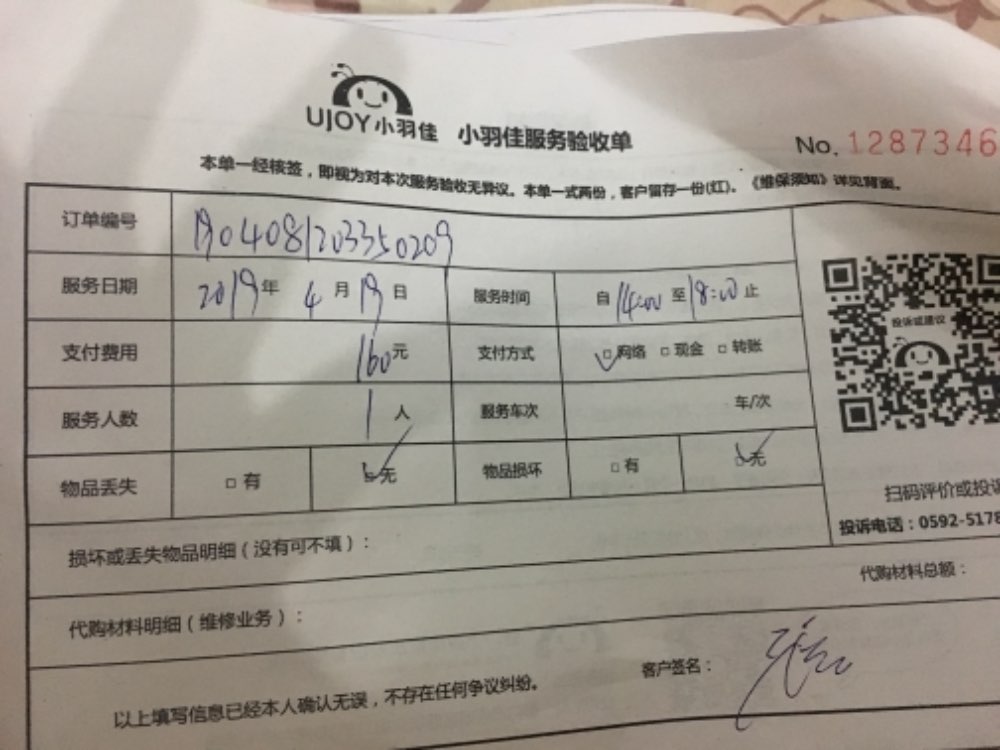 UJOY小羽佳 小羽佳服务验收单
No. 1287346
本单一经核签，即视为对本次服务验收无异议。本单一式两份，客户留存一份(红)。《维保须知》详见背面。
订单编号 1904081203350209
服务日期 2019年 4月 19日 服务时间 自14:00至18:00止
支付费用 160元 支付方式 □网络 □现金 □转账
服务人数 1人 服务车次 车/次
物品丢失 □有 □无 物品损坏 □有 □无
投诉或建议
扫码评价或投诉
投诉电话：0592-5178
损坏或丢失物品明细（没有可不填）：
代购材料明细（维修业务）： 代购材料总额：
以上填写信息已经本人确认无误，不存在任何争议纠纷。 客户签名：